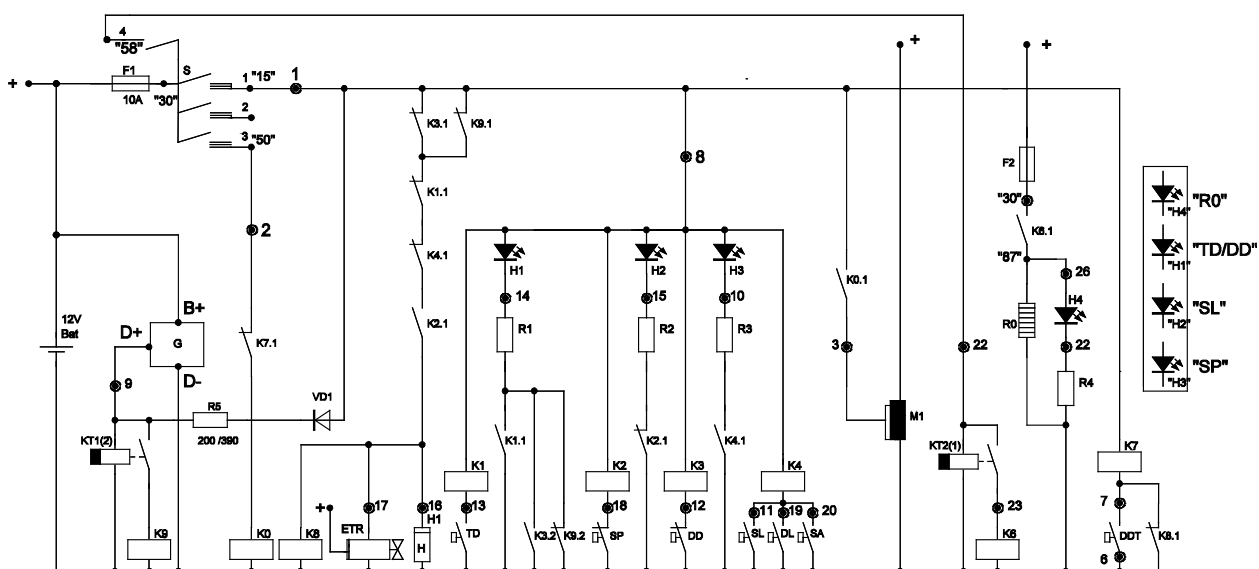 4
"58"
F1
10A
"30"
S
1 "15"
1
2
3 "50"
+
+
+
K3.1
K9.1
8
F2
"30"
K6.1
"87"
"R0"
"H4"
"TD/DD"
"H1"
"SL"
"H2"
"SP"
"H3"
2
K1.1
K4.1
K2.1
H1
H2
H3
K0.1
26
H4
14
15
10
R1
R2
R3
R0
12V
Bat
B+
D+
G
D-
K7.1
3
22
22
R4
9
R5
200 /390
VD1
M1
KT1(2)
K1.1
K2.1
K4.1
KT2(1)
K7
K1
K2
K3
K4
17
16
13
18
12
11
19
20
23
7
+
ETR
H1
H
TD
K3.2
K9.2
SP
DD
SL
DL
SA
DDT
K8.1
6
K9
K0
K8
K6